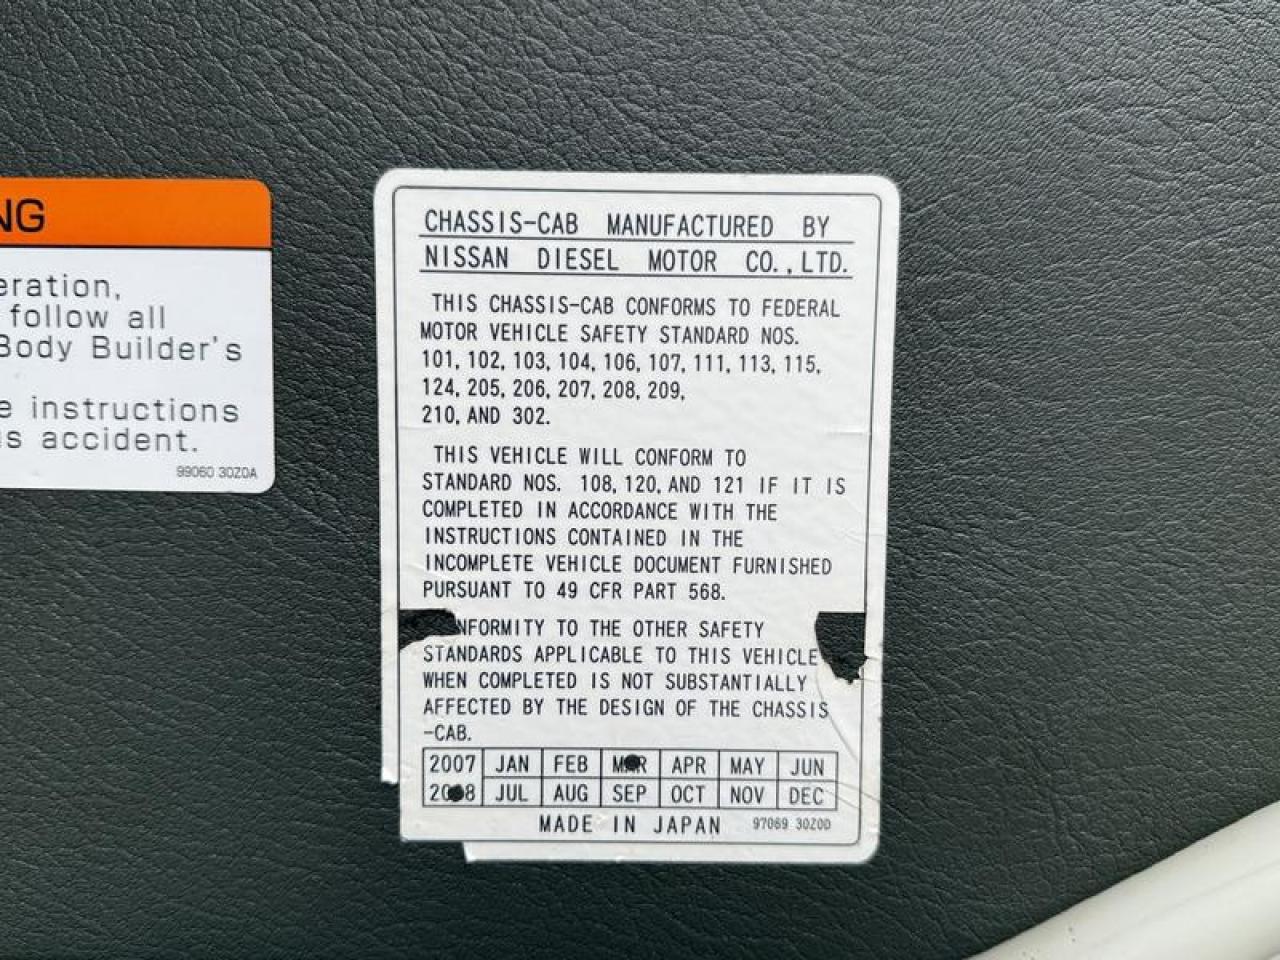 NG
eration,
follow all
Body Builder's
e instructions
is accident.
99060 30Z0A
CHASSIS-CAB MANUFACTURED BY
NISSAN DIESEL MOTOR CO.,LTD.
THIS CHASSIS-CAB CONFORMS TO FEDERAL
MOTOR VEHICLE SAFETY STANDARD NOS.
101, 102, 103, 104, 106, 107, 111, 113, 115,
124, 205, 206, 207, 208, 209,
210, AND 302.
THIS VEHICLE WILL CONFORM TO
STANDARD NOS. 108, 120, AND 121 IF IT IS
COMPLETED IN ACCORDANCE WITH THE
INSTRUCTIONS CONTAINED IN THE
INCOMPLETE VEHICLE DOCUMENT FURNISHED
PURSUANT TO 49 CFR PART 568.
NFORMITY TO THE OTHER SAFETY
STANDARDS APPLICABLE TO THIS VEHICLE
WHEN COMPLETED IS NOT SUBSTANTIALLY
AFFECTED BY THE DESIGN OF THE CHASSIS
-CAB.
2007 JAN FEB MAR APR MAY JUN
2008 JUL AUG SEP OCT NOV DEC
MADE IN JAPAN 97069 30Z0D